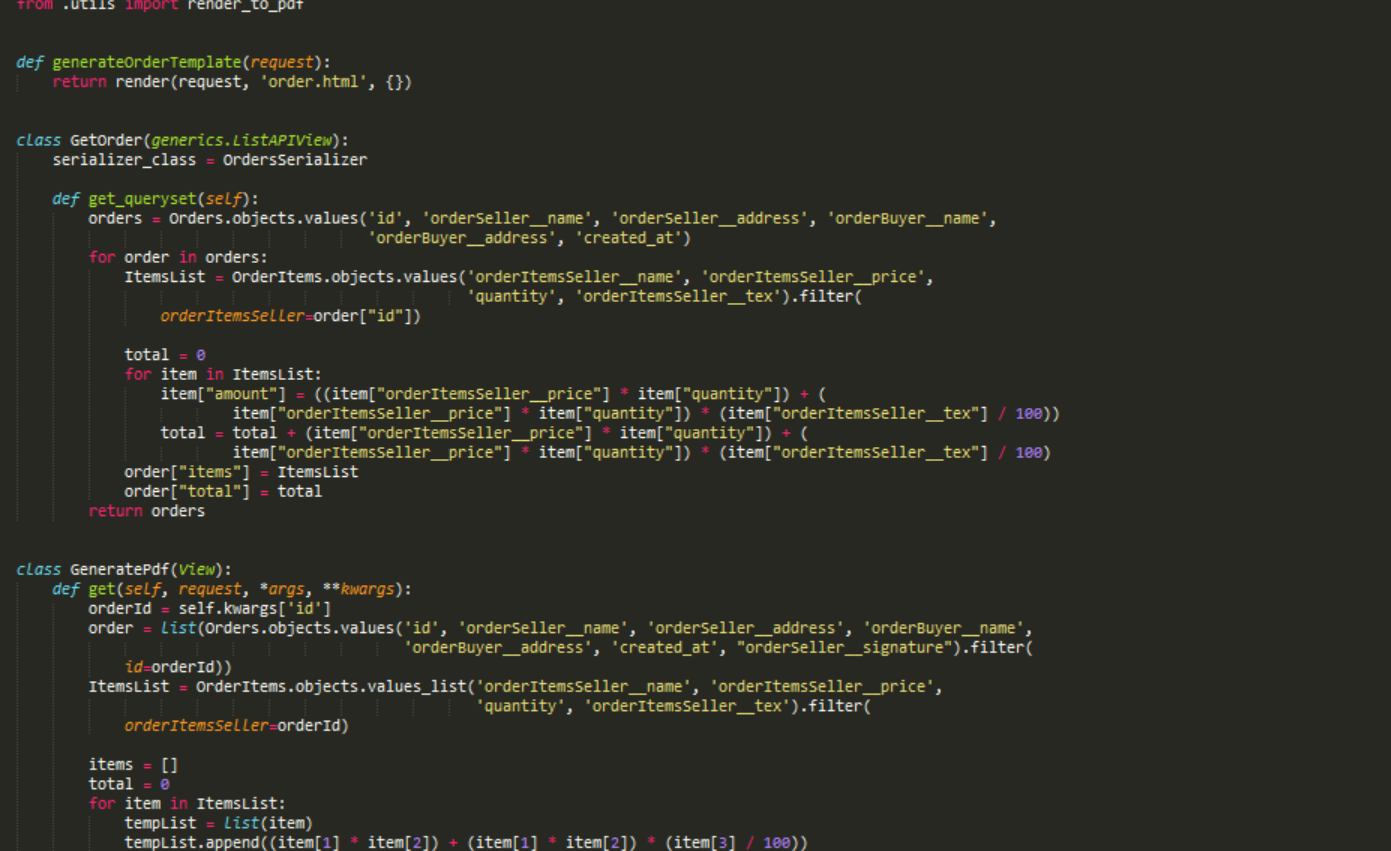 from .utils import render_to_pdf
def generateOrderTemplate(request):
return render(request, 'order.html', {})
class GetOrder(generics.ListAPIView):
serializer_class = OrdersSerializer
def get_queryset(self):
orders = Orders.objects.values('id', 'orderSeller__name', 'orderSeller__address', 'orderBuyer__name',
'orderBuyer__address', 'created_at')
for order in orders:
ItemsList = OrderItems.objects.values('orderItemsSeller__name', 'orderItemsSeller__price',
'quantity', 'orderItemsSeller__tex').filter(
orderItemsSeller=order["id"])
total = 0
for item in ItemsList:
item["amount"] = ((item["orderItemsSeller__price"] * item["quantity"]) + (
item["orderItemsSeller__price"] * item["quantity"]) * (item["orderItemsSeller__tex"] / 100))
total = total + (item["orderItemsSeller__price"] * item["quantity"]) + (
item["orderItemsSeller__price"] * item["quantity"]) * (item["orderItemsSeller__tex"] / 100)
order["items"] = ItemsList
order["total"] = total
return orders
class GeneratePdf(View):
def get(self, request, *args, **kwargs):
orderId = self.kwargs['id']
order = list(Orders.objects.values('id', 'orderSeller__name', 'orderSeller__address', 'orderBuyer__name',
'orderBuyer__address', 'created_at', "orderSeller__signature").filter(
id=orderId))
ItemsList = OrderItems.objects.values_list('orderItemsSeller__name', 'orderItemsSeller__price',
'quantity', 'orderItemsSeller__tex').filter(
orderItemsSeller=orderId)
items = []
total = 0
for item in ItemsList:
tempList = list(item)
tempList.append((item[1] * item[2]) + (item[1] * item[2]) * (item[3] / 100))